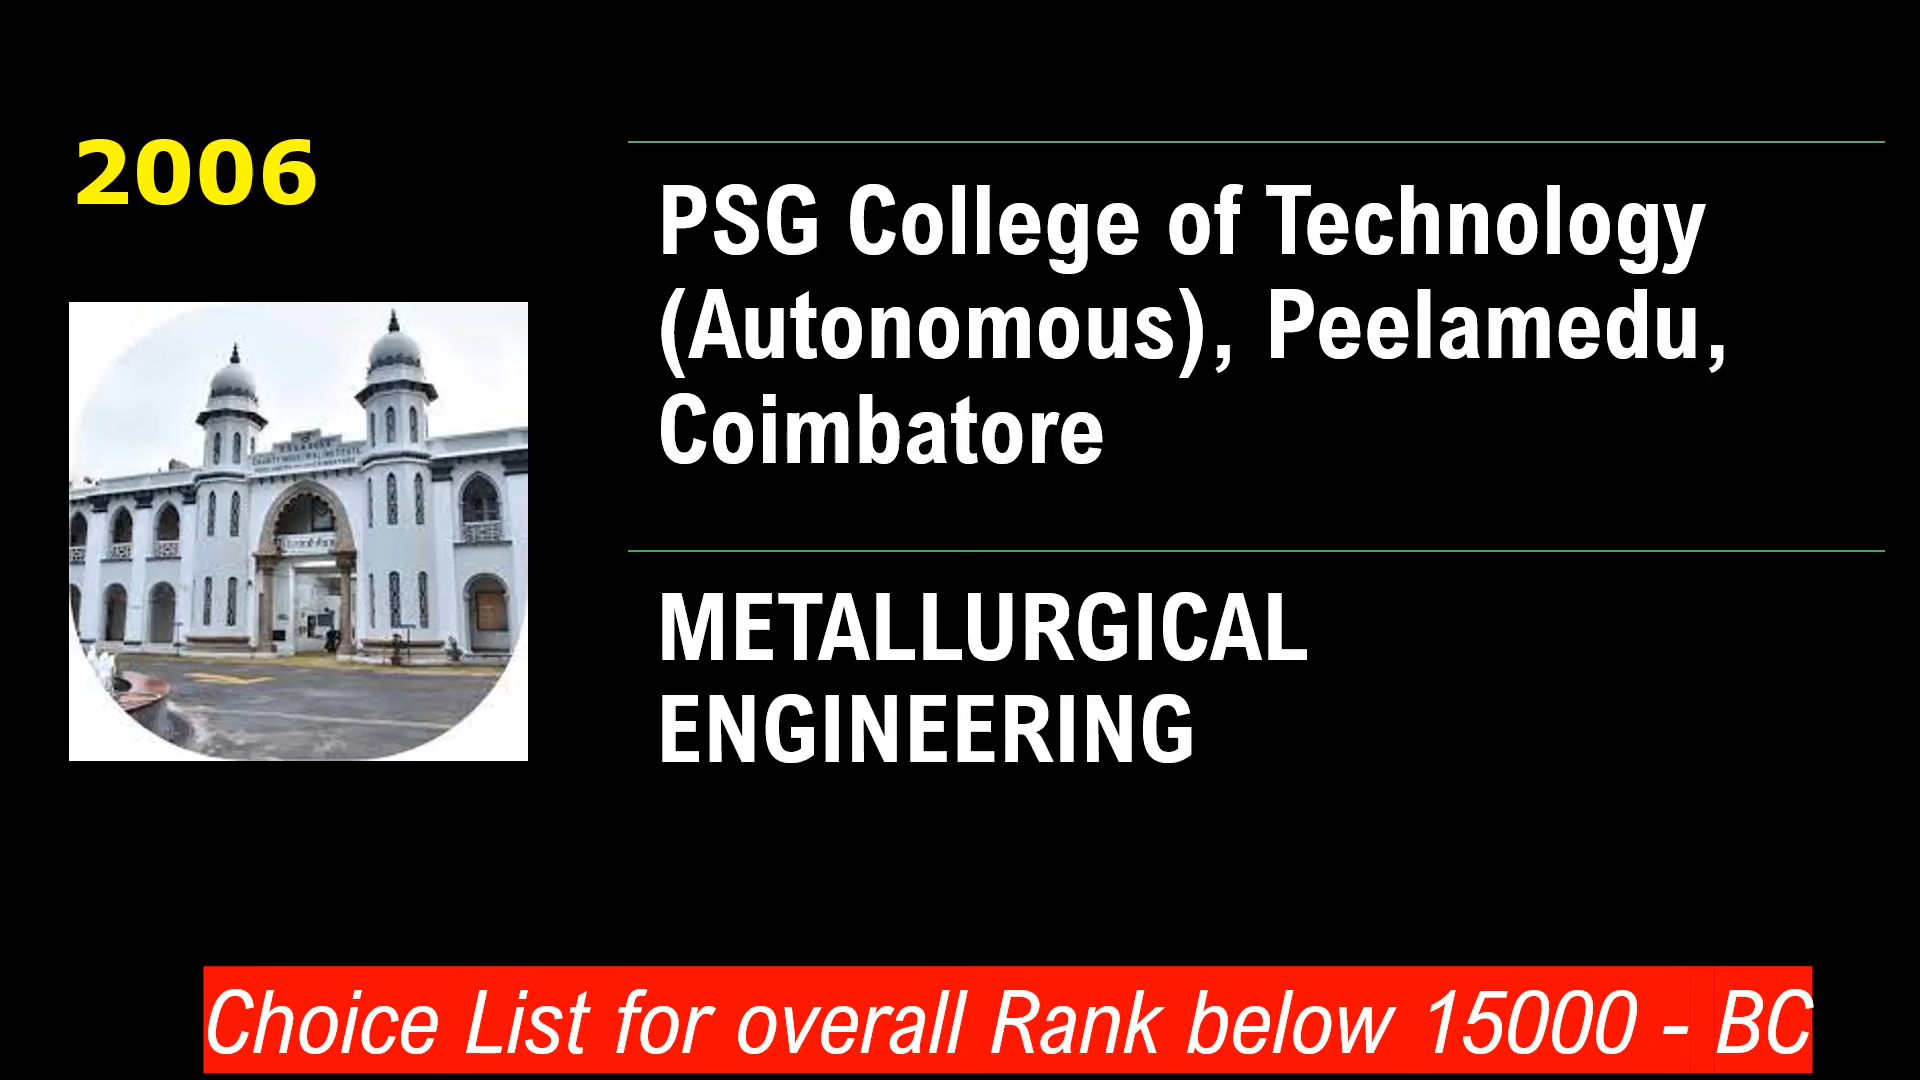 2006
PSG College of Technology
(Autonomous), Peelamedu,
Coimbatore
METALLURGICAL
ENGINEERING
Choice List for overall Rank below 15000 - BC